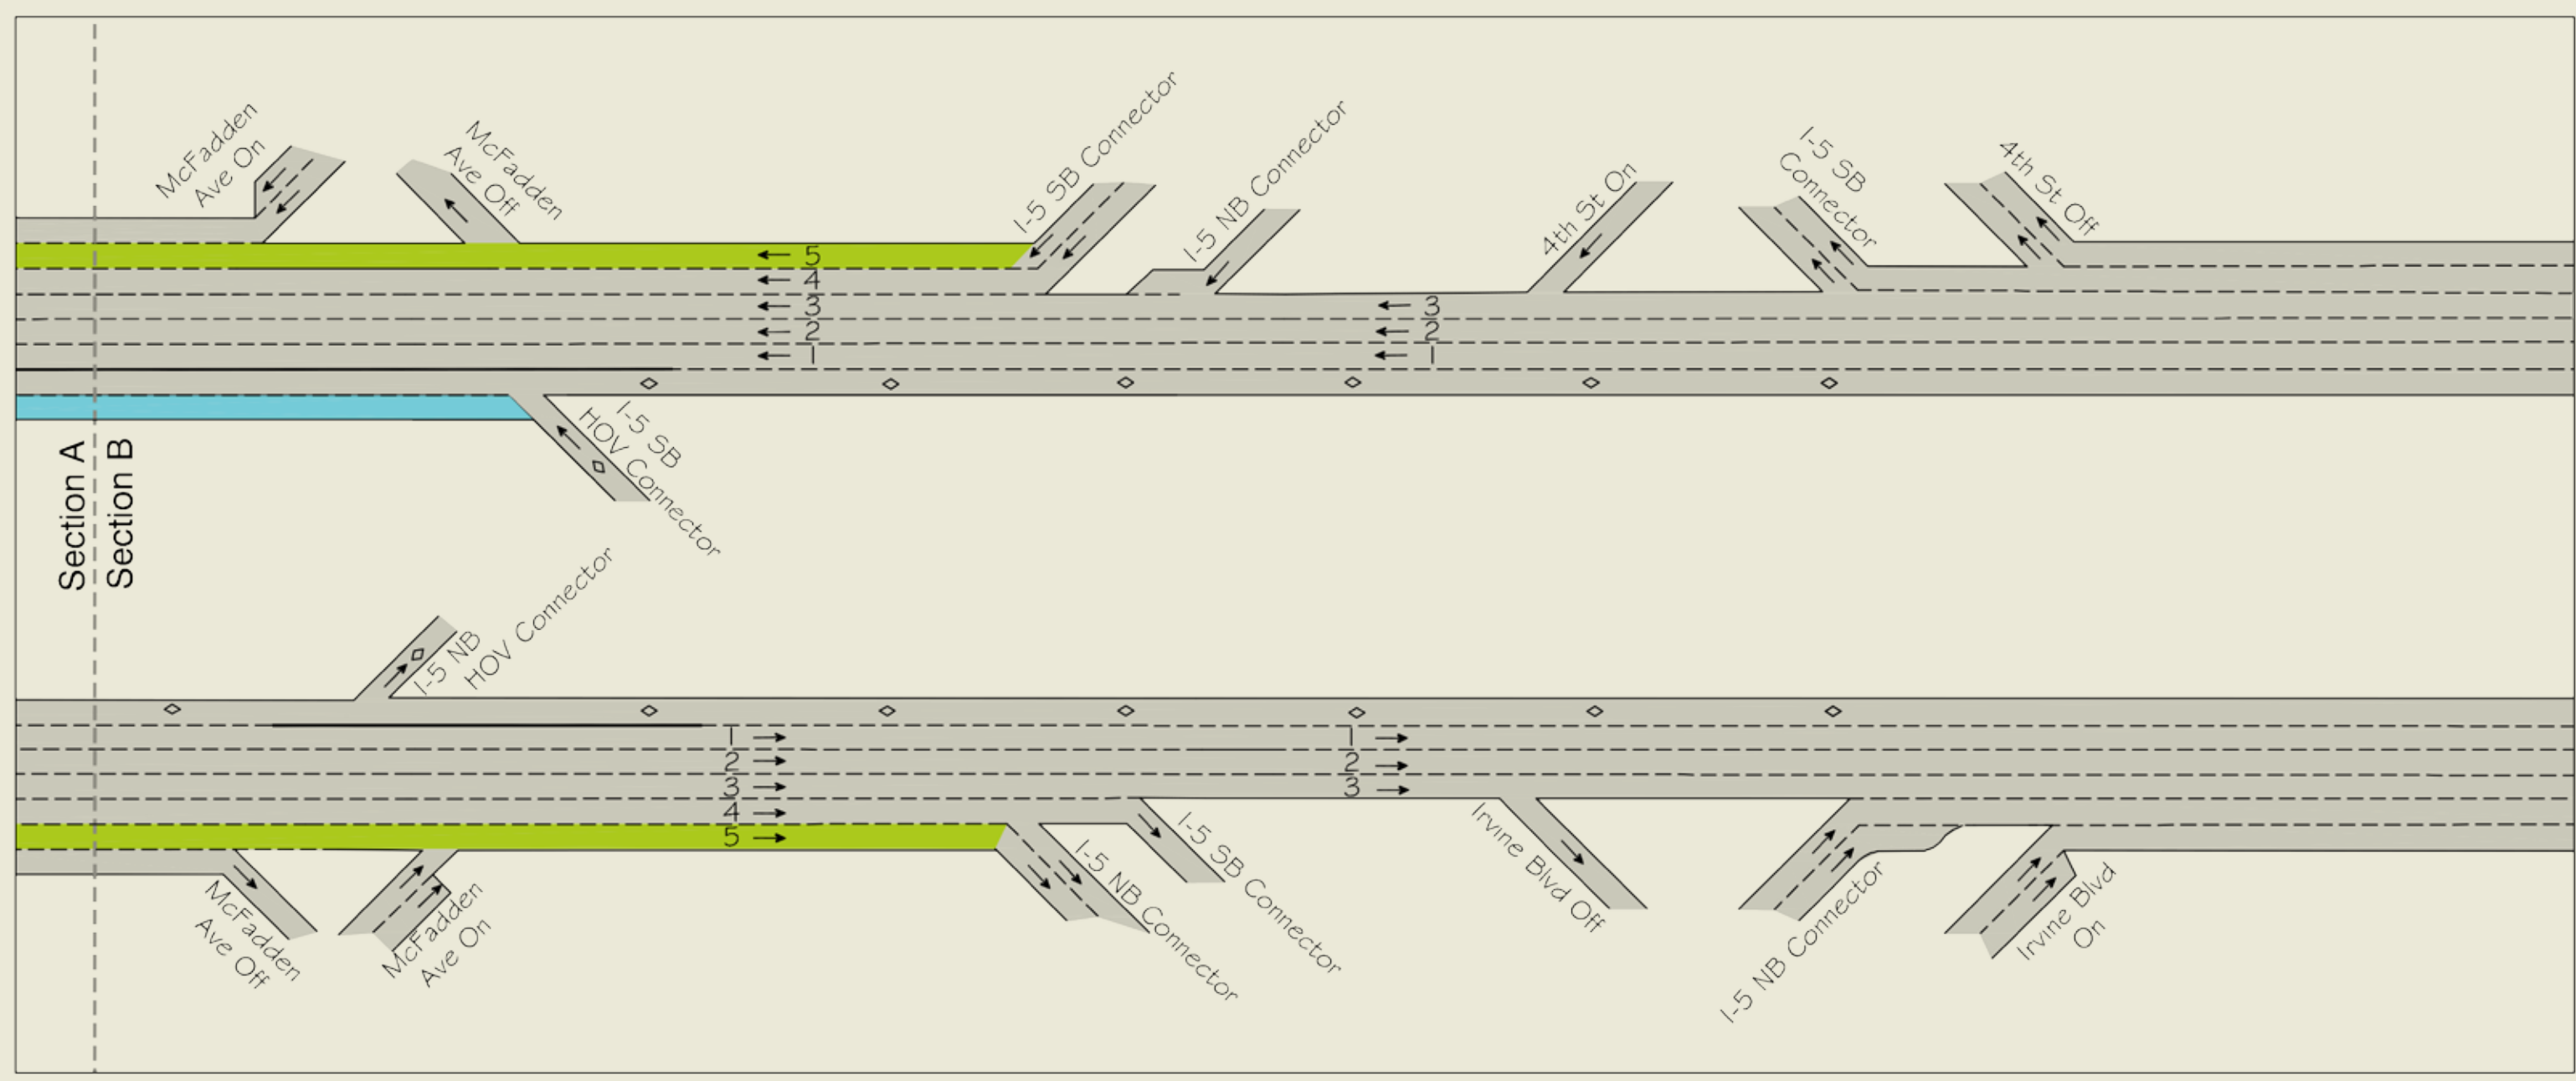 McFadden
Ave On
McFadden
Ave Off
I-5 SB Connector
I-5 NB Connector
4th St On
I-5 SB
Connector
4th St Off
5
4
3
2
1
3
2
1
I-5 SB
HOV Connector
Section A
Section B
I-5 NB
HOV Connector
1
2
3
4
5
1
2
3
McFadden
Ave Off
McFadden
Ave On
I-5 NB Connector
I-5 SB Connector
Irvine Blvd Off
I-5 NB Connector
Irvine Blvd
On